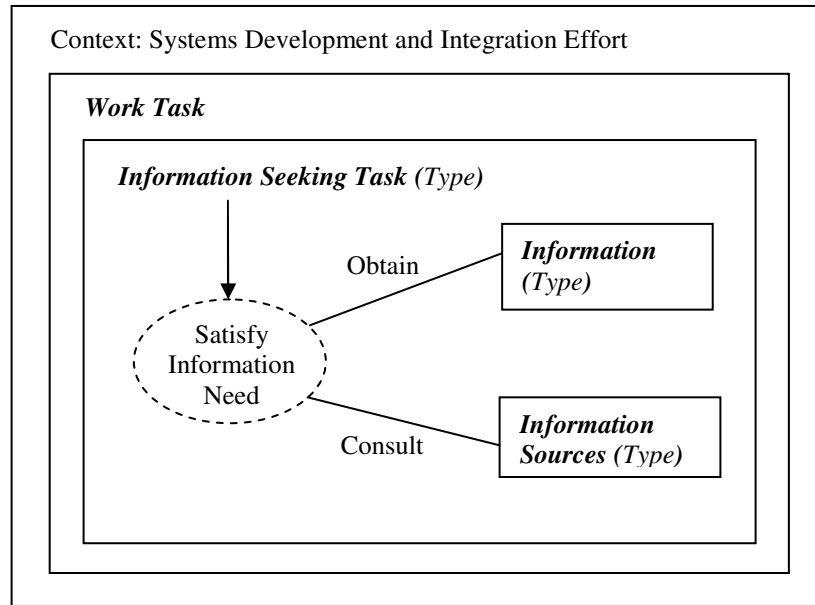 Context: Systems Development and Integration Effort
Work Task
Information Seeking Task (Type)
Obtain
Information
(Type)
Satisfy
Information
Need
Consult
Information
Sources (Type)